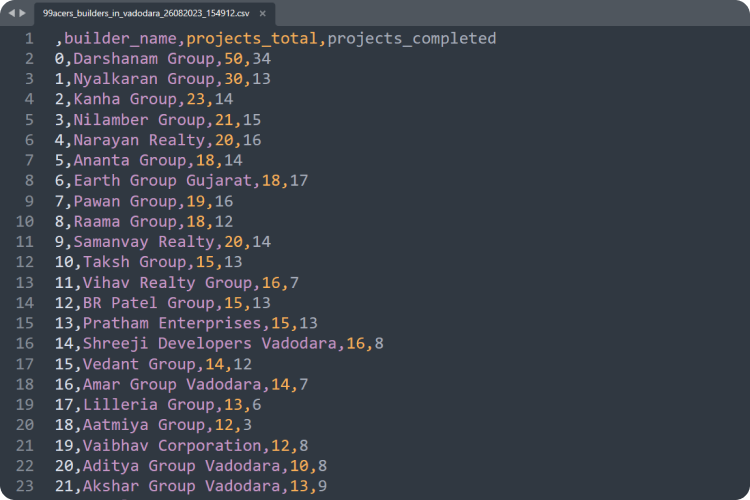 99acers_builders_in_vadodara_26082023_154912.csv ×
1 ,builder_name,projects_total,projects_completed
2 0,Darshanam Group,50,34
3 1,Nyalkaran Group,30,13
4 2,Kanha Group,23,14
5 3,Nilamber Group,21,15
6 4,Narayan Realty,20,16
7 5,Ananta Group,18,14
8 6,Earth Group Gujarat,18,17
9 7,Pawan Group,19,16
10 8,Raama Group,18,12
11 9,Samanvay Realty,20,14
12 10,Taksh Group,15,13
13 11,Vihav Realty Group,16,7
14 12,BR Patel Group,15,13
15 13,Pratham Enterprises,15,13
16 14,Shreeji Developers Vadodara,16,8
17 15,Vedant Group,14,12
18 16,Amar Group Vadodara,14,7
19 17,Lilleria Group,13,6
20 18,Aatmiya Group,12,3
21 19,Vaibhav Corporation,12,8
22 20,Aditya Group Vadodara,10,8
23 21,Akshar Group Vadodara,13,9